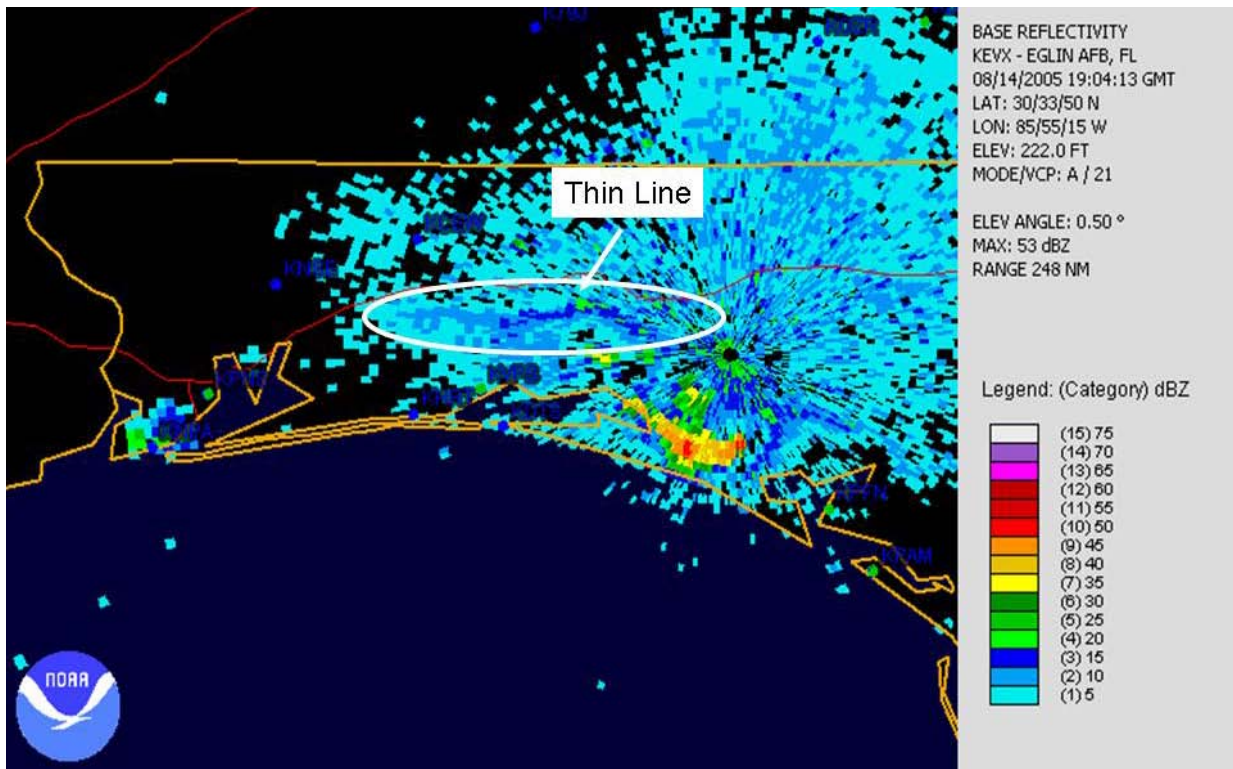 Thin Line
NOAA
BASE REFLECTIVITY
KEVX - EGLIN AFB, FL
08/14/2005 19:04:13 GMT
LAT: 30/33/50 N
LON: 85/55/15 W
ELEV: 222.0 FT
MODE/VCP: A / 21
ELEV ANGLE: 0.50 °
MAX: 53 dBZ
RANGE 248 NM
Legend: (Category) dBZ
(15) 75
(14) 70
(13) 65
(12) 60
(11) 55
(10) 50
(9) 45
(8) 40
(7) 35
(6) 30
(5) 25
(4) 20
(3) 15
(2) 10
(1) 5